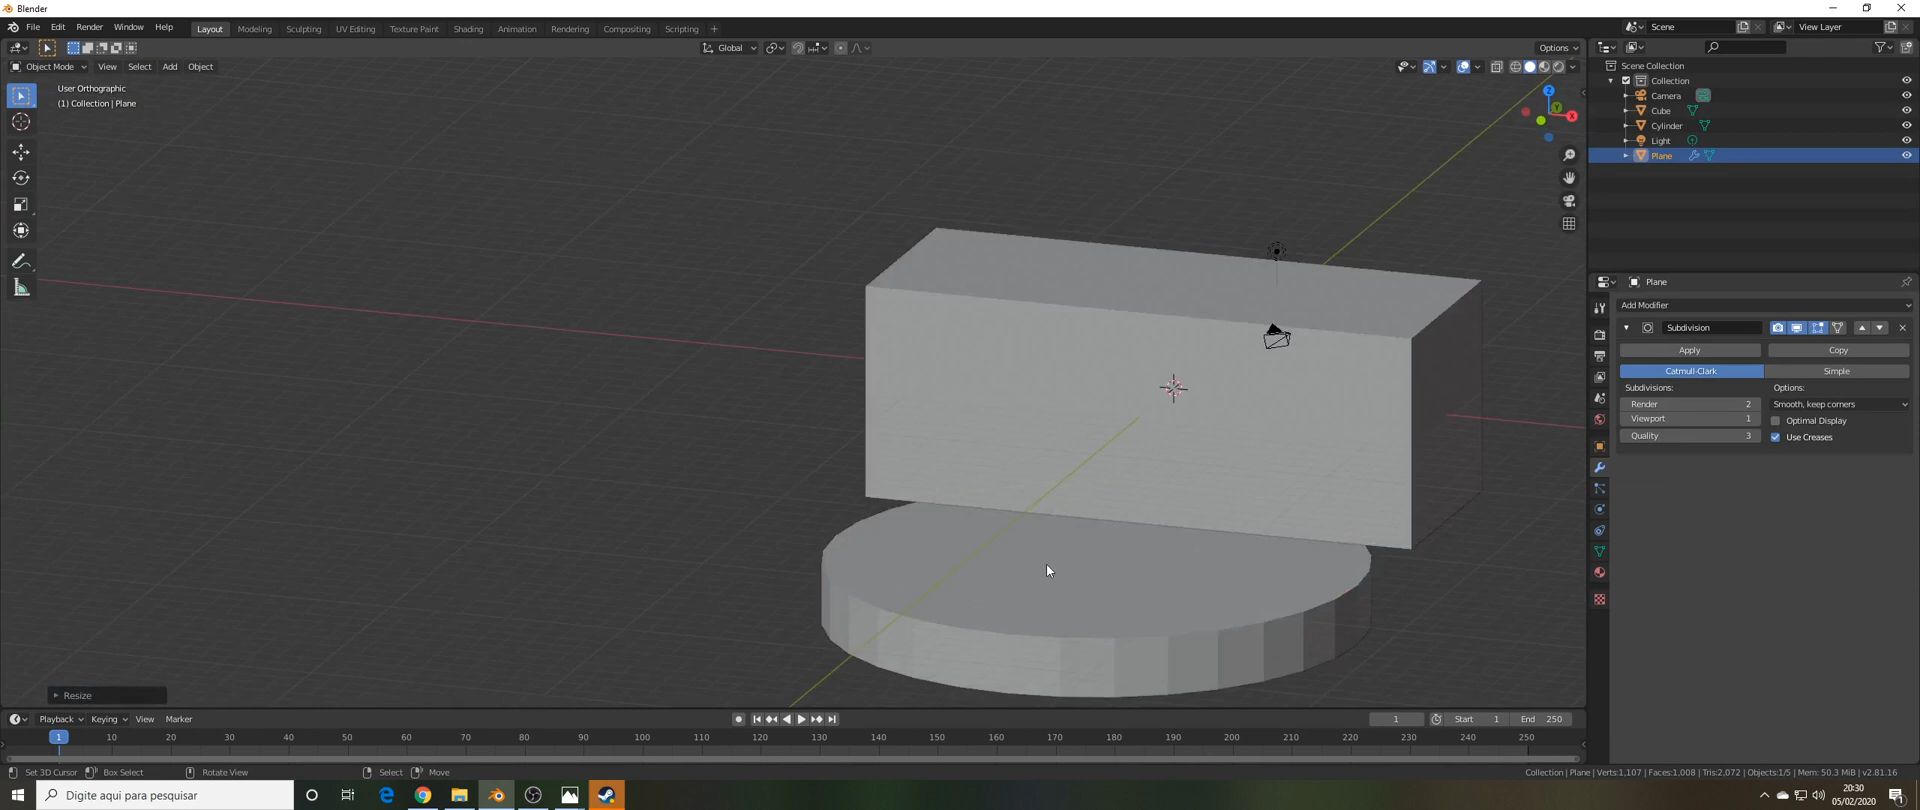 Blender
File Edit Render Window Help
Layout Modeling Sculpting UV Editing Texture Paint Shading Animation Rendering Compositing Scripting +
Scene
View Layer
Global
Options
Object Mode View Select Add Object
User Orthographic
(1) Collection | Plane
Z
Y
X
Scene Collection
Collection
Camera
Cube
Cylinder
Light
Plane
Plane
Add Modifier
Subdivision
Apply Copy
Catmull-Clark Simple
Subdivisions: Options:
Render 2 Smooth, keep corners
Viewport 1 Optimal Display
Quality 3 Use Creases
Resize
Playback Keying View Marker
1 Start 1 End 250
1 10 20 30 40 50 60 70 80 90 100 110 120 130 140 150 160 170 180 190 200 210 220 230 240 250
Set 3D Cursor Box Select Rotate View Select Move
Collection | Plane | Verts:1,107 | Faces:1,008 | Tris:2,072 | Objects:1/5 | Mem: 50.3 MiB | v2.81.16
Digite aqui para pesquisar
20:30
05/02/2020
1